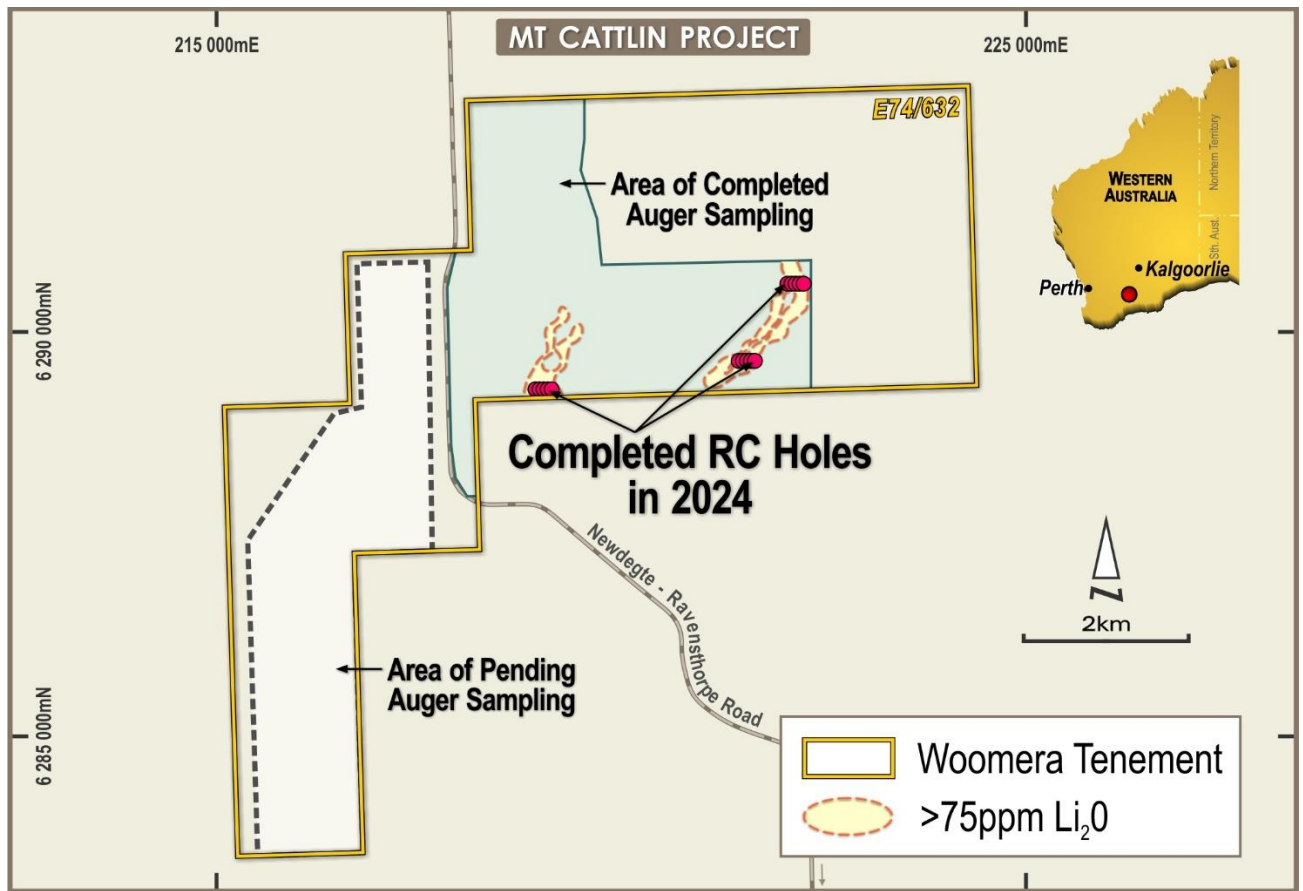 MT CATTLIN PROJECT
215 000mE
225 000mE
E74/632
Area of Completed
Auger Sampling
WESTERN
AUSTRALIA
Northern Territory
Sth. Aust.
Kalgoorlie
Perth
6 290 000mN
Completed RC Holes
in 2024
N
2km
Newdegte - Ravensthorpe Road
Area of Pending
Auger Sampling
6 285 000mN
Woomera Tenement
>75ppm Li₂0